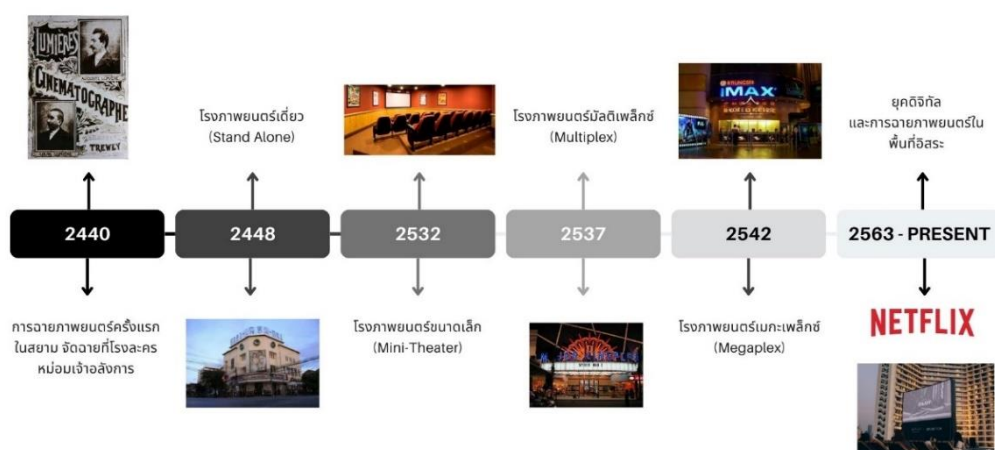 LUMIÈRES
CINEMATOGRAPHE
TREWEY
โรงภาพยนตร์เดี่ยว
(Stand Alone)
โรงภาพยนตร์มัลติเพล็กซ์
(Multiplex)
IMAX
ยุคดิจิทัล
และการฉายภาพยนตร์ใน
พื้นที่อิสระ
2440
2448
2532
2537
2542
2563 - PRESENT
การฉายภาพยนตร์ครั้งแรก
ในสยาม จัดฉายที่โรงละคร
หม่อมเจ้าอลังการ
โรงภาพยนตร์ขนาดเล็ก
(Mini-Theater)
โรงภาพยนตร์เมกะเพล็กซ์
(Megaplex)
NETFLIX